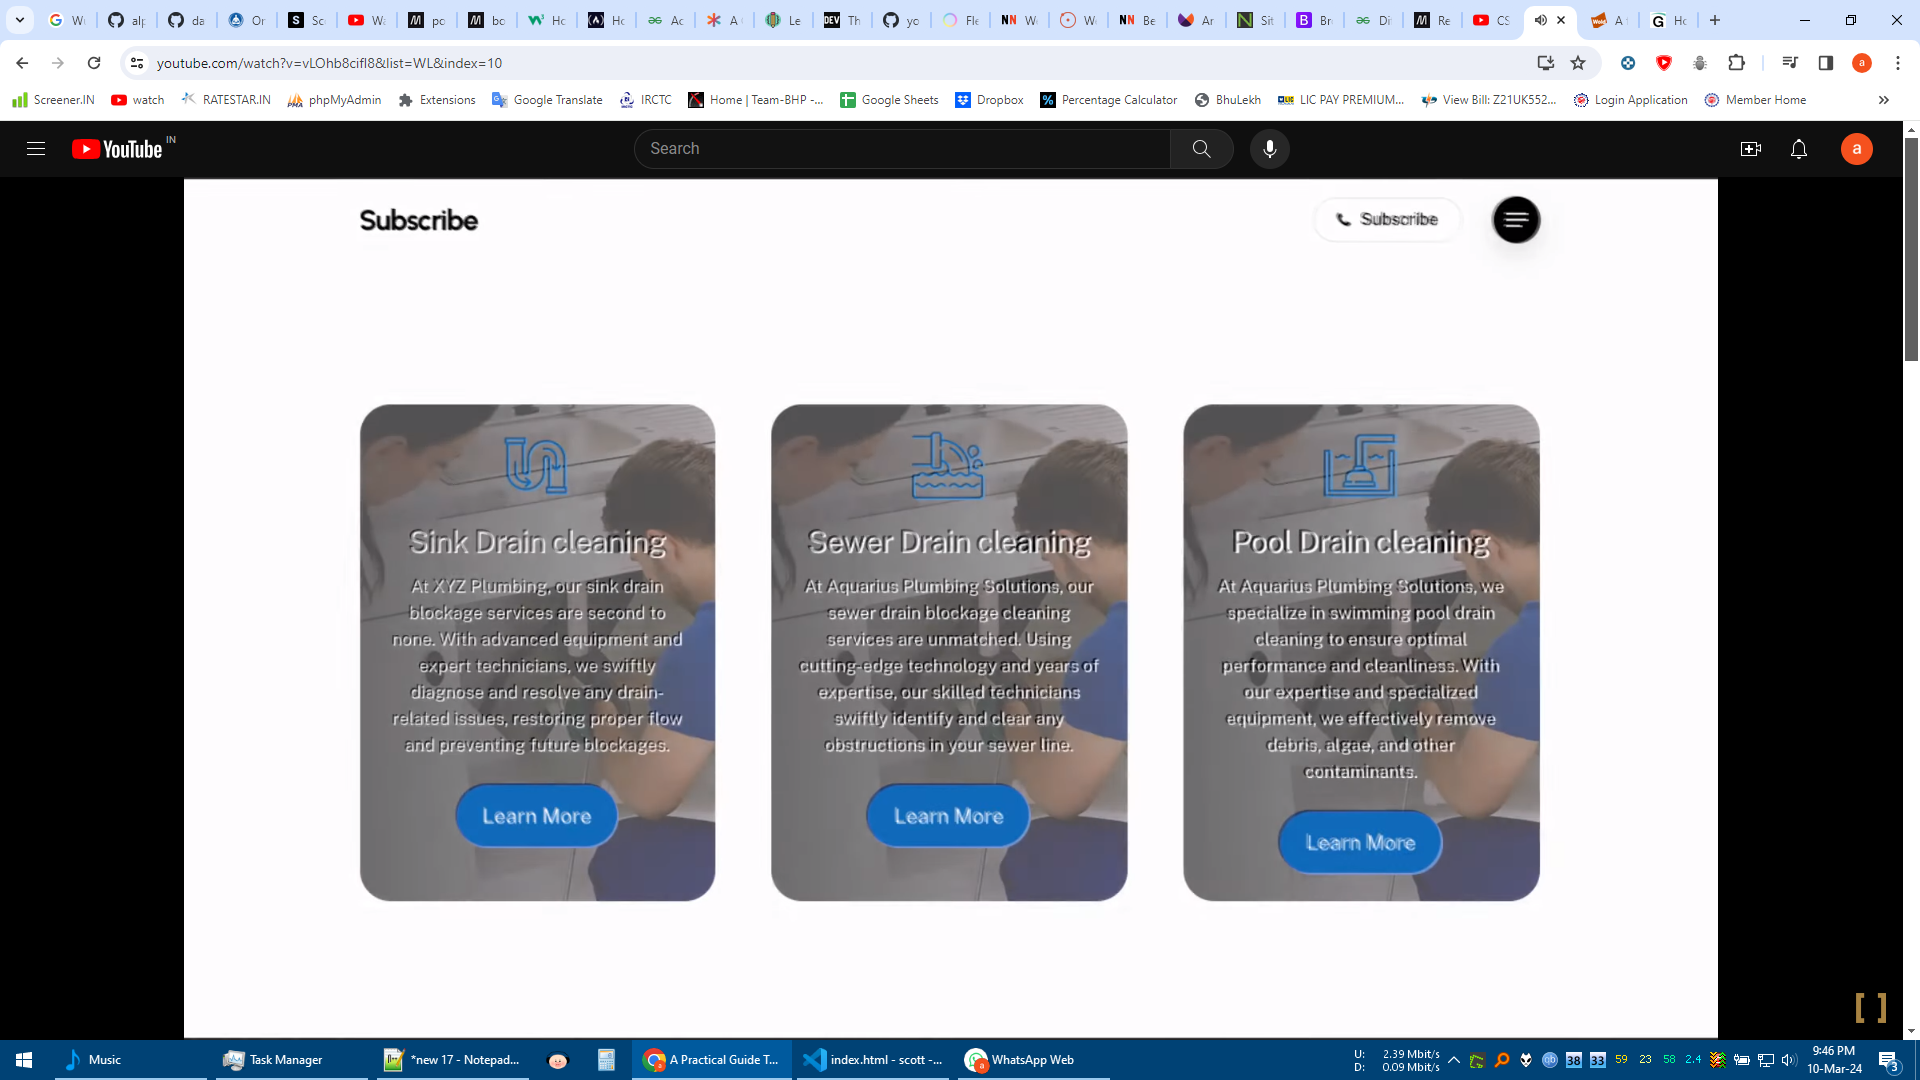 youtube.com/watch?v=vLOhb8cifI8&list=WL&index=10
Screener.IN
watch
RATESTAR.IN
phpMyAdmin
Extensions
Google Translate
IRCTC
Home | Team-BHP -...
Google Sheets
Dropbox
Percentage Calculator
BhuLekh
LIC PAY PREMIUM...
View Bill: Z21UK552...
Login Application
Member Home
YouTube IN
Search
a
Subscribe
Subscribe
Sink Drain cleaning
At XYZ Plumbing, our sink drain
blockage services are second to
none. With advanced equipment and
expert technicians, we swiftly
diagnose and resolve any drain-
related issues, restoring proper flow
and preventing future blockages.
Learn More
Sewer Drain cleaning
At Aquarius Plumbing Solutions, our
sewer drain blockage cleaning
services are unmatched. Using
cutting-edge technology and years of
expertise, our skilled technicians
swiftly identify and clear any
obstructions in your sewer line.
Learn More
Pool Drain cleaning
At Aquarius Plumbing Solutions, we
specialize in swimming pool drain
cleaning to ensure optimal
performance and cleanliness. With
our expertise and specialized
equipment, we effectively remove
debris, algae, and other
contaminants.
Learn More
Music
Task Manager
*new 17 - Notepad...
A Practical Guide T...
index.html - scott -...
WhatsApp Web
U: 2.39 Mbit/s
D: 0.09 Mbit/s
38
33
59
23
58
2.4
9:46 PM
10-Mar-24
3